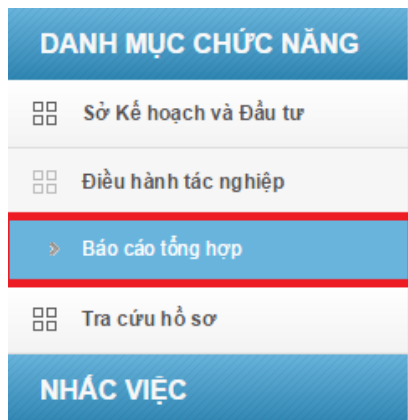 DANH MỤC CHỨC NĂNG
Sở Kế hoạch và Đầu tư
Điều hành tác nghiệp
Báo cáo tổng hợp
Tra cứu hồ sơ
NHẮC VIỆC